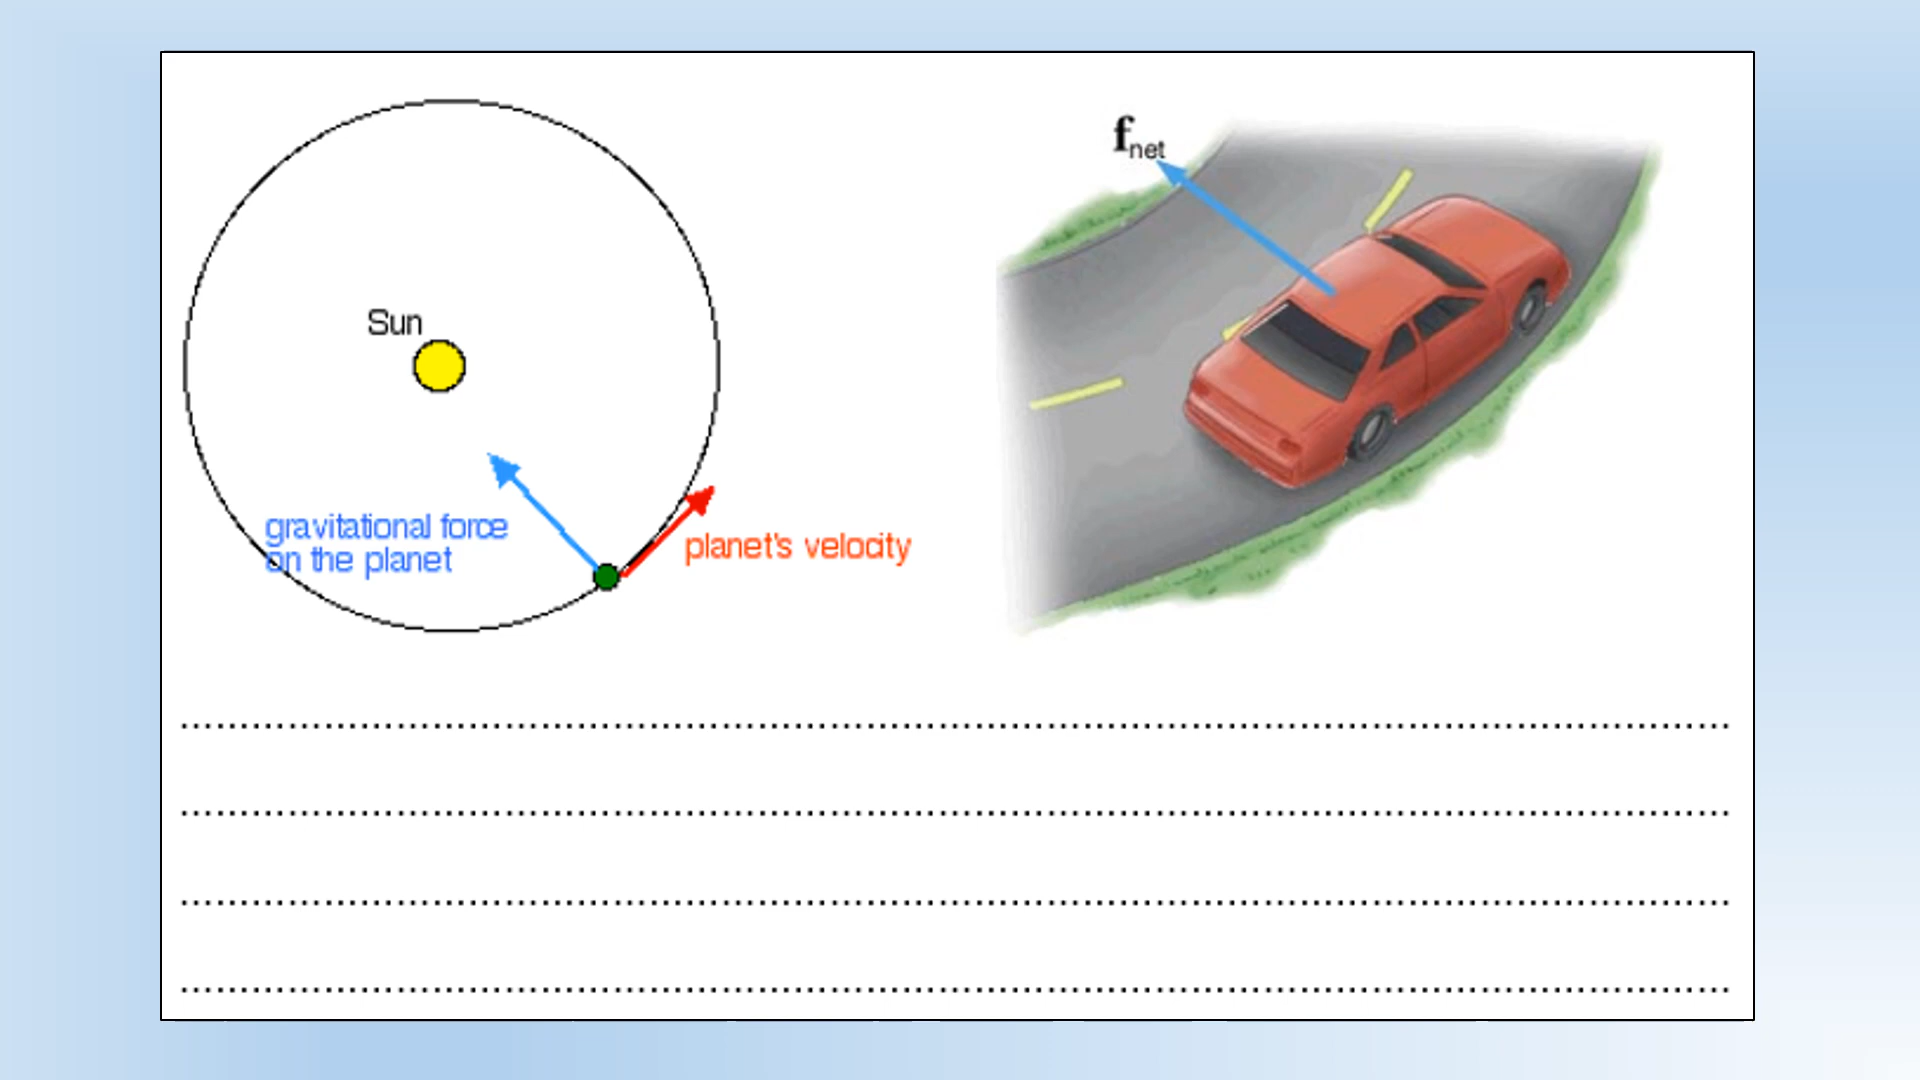 Sun
gravitational force
on the planet
planet's velocity
fnet